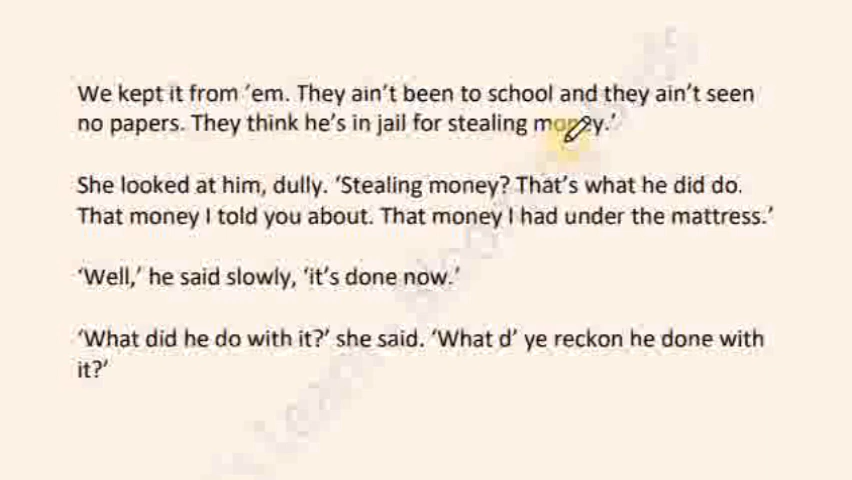 We kept it from ’em. They ain’t been to school and they ain’t seen
no papers. They think he’s in jail for stealing money.’
She looked at him, dully. ‘Stealing money? That’s what he did do.
That money I told you about. That money I had under the mattress.’
‘Well,’ he said slowly, ‘it’s done now.’
‘What did he do with it?’ she said. ‘What d’ ye reckon he done with
it?’